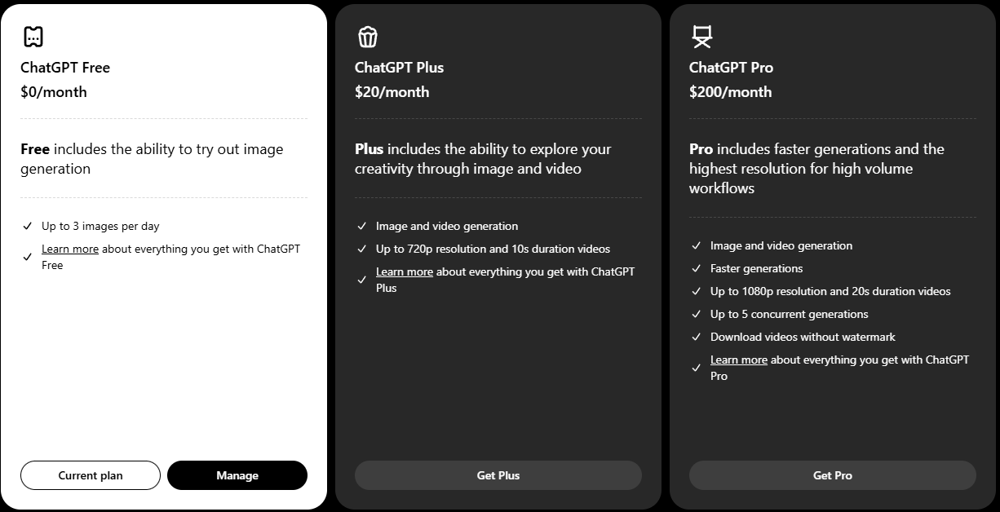 ChatGPT Free
$0/month
Free includes the ability to try out image
generation
Up to 3 images per day
Learn more about everything you get with ChatGPT
Free
Current plan
Manage
ChatGPT Plus
$20/month
Plus includes the ability to explore your
creativity through image and video
Image and video generation
Up to 720p resolution and 10s duration videos
Learn more about everything you get with ChatGPT
Plus
Get Plus
ChatGPT Pro
$200/month
Pro includes faster generations and the
highest resolution for high volume
workflows
Image and video generation
Faster generations
Up to 1080p resolution and 20s duration videos
Up to 5 concurrent generations
Download videos without watermark
Learn more about everything you get with ChatGPT
Pro
Get Pro